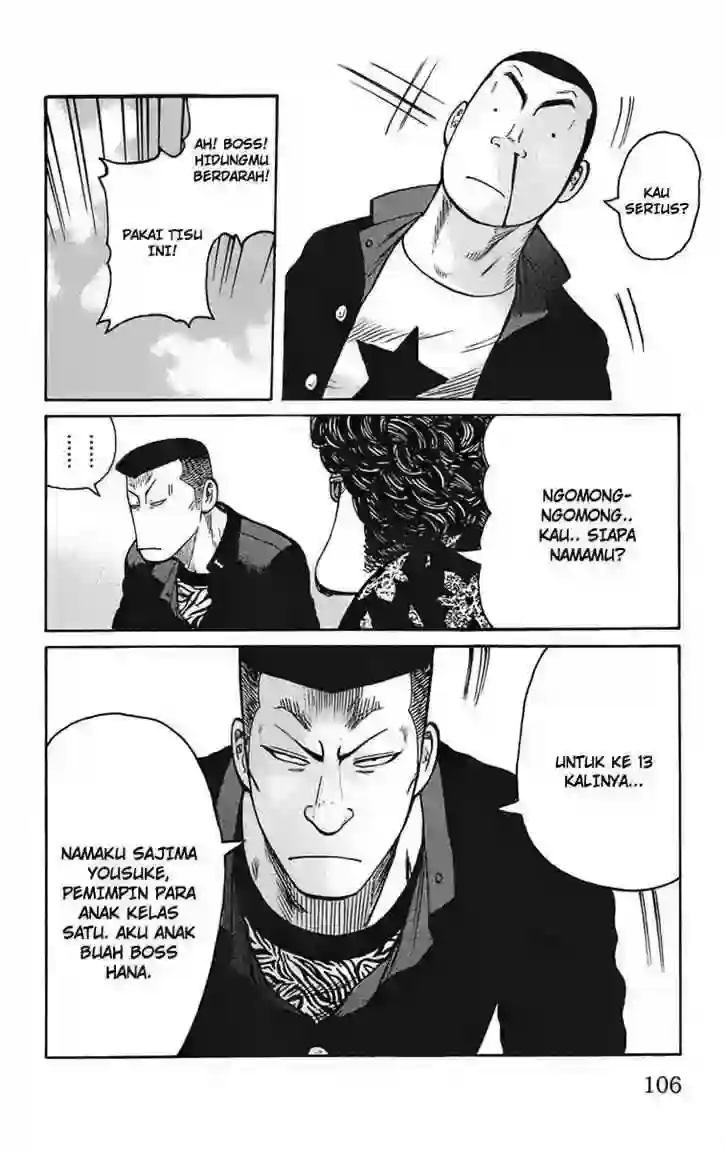 KAU
SERIUS?
AH! BOSS!
HIDUNGMU
BERDARAH!
PAKAI TISU
INI!
NGOMONG-
NGOMONG..
KAU.. SIAPA
NAMAMU?
UNTUK KE 13
KALINYA...
NAMAKU SAJIMA
YOUSUKE,
PEMIMPIN PARA
ANAK KELAS
SATU. AKU ANAK
BUAH BOSS
HANA.
106